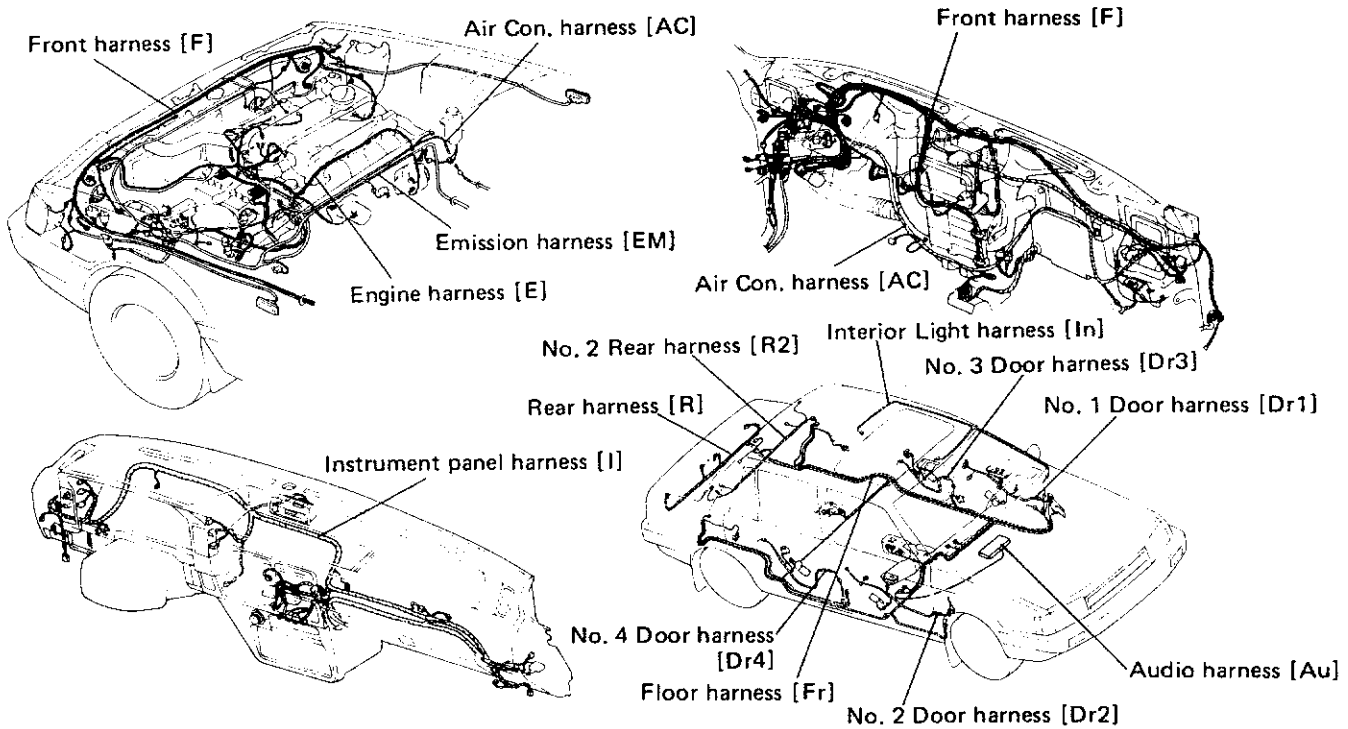 Front harness [F]
Air Con. harness [AC]
Emission harness [EM]
Engine harness [E]
Front harness [F]
Air Con. harness [AC]
Instrument panel harness [I]
No. 2 Rear harness [R2]
Interior Light harness [In]
No. 3 Door harness [Dr3]
Rear harness [R]
No. 1 Door harness [Dr1]
No. 4 Door harness
[Dr4]
Floor harness [Fr]
Audio harness [Au]
No. 2 Door harness [Dr2]